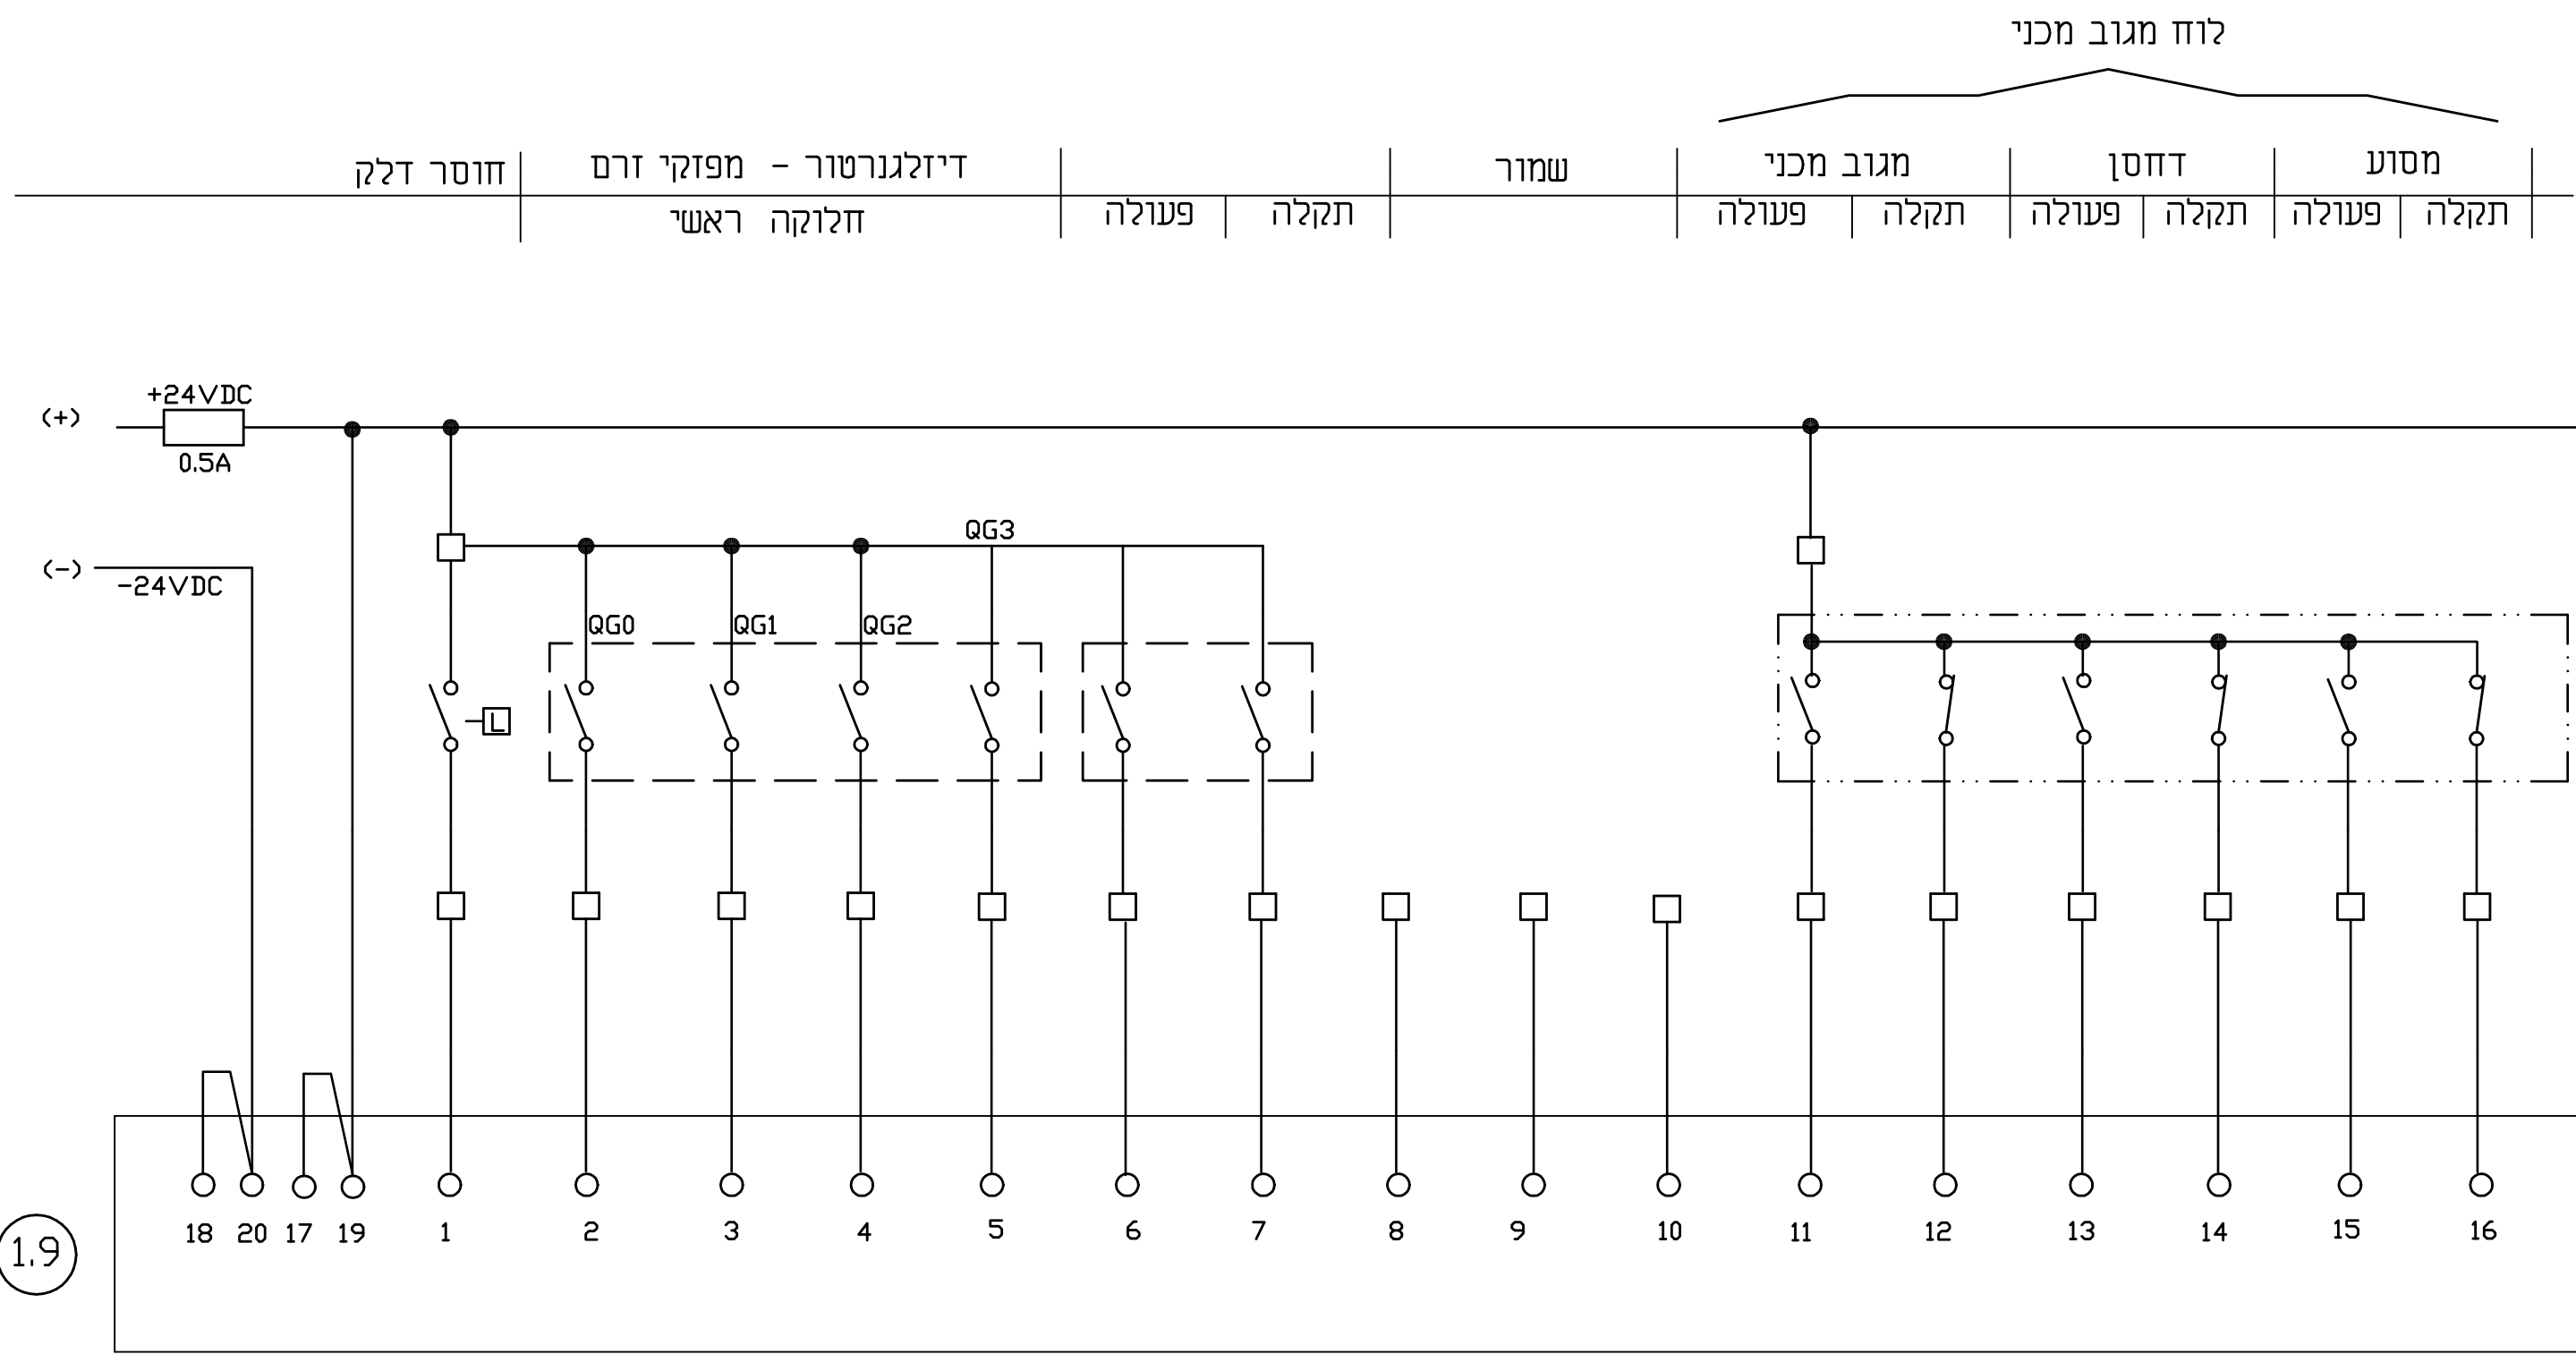 לוח מגוב מכני
חוסר דלק
דיזלגנרטור - מפזקי זרם
שמור
מגוב מכני
דחסן
מסוע
חלוקה ראשי
פעולה
תקלה
פעולה
תקלה
פעולה
תקלה
פעולה
תקלה
(+)
+24VDC
0.5A
(-)
-24VDC
QG3
QG0
QG1
QG2
L
18 20 17 19 1 2 3 4 5 6 7 8 9 10 11 12 13 14 15 16
1.9